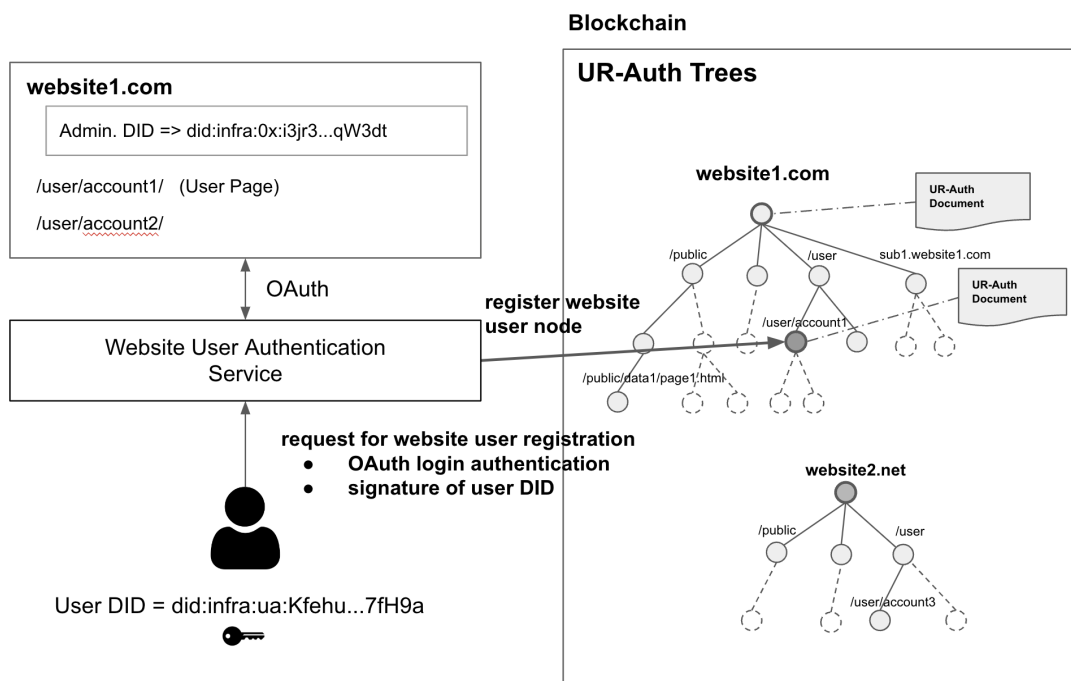 Blockchain
website1.com
Admin. DID => did:infra:0x:i3jr3...qW3dt
/user/account1/ (User Page)
/user/account2/
OAuth
Website User Authentication
Service
request for website user registration
● OAuth login authentication
● signature of user DID
User DID = did:infra:ua:Kfehu...7fH9a
register website
user node
UR-Auth Trees
website1.com
UR-Auth
Document
/public
/user
sub1.website1.com
UR-Auth
Document
/user/account1
/public/data1/page1.html
website2.net
/public
/user
/user/account3